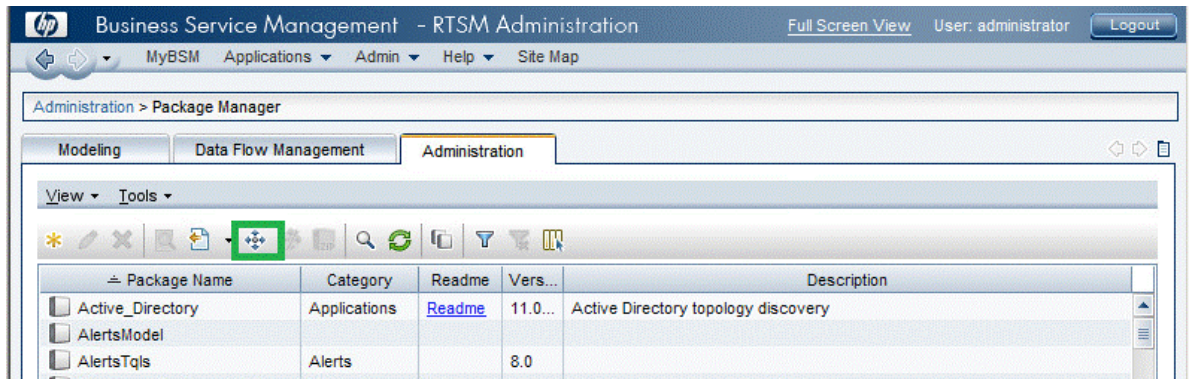 hp Business Service Management - RTSM Administration Full Screen View User: administrator Logout
MyBSM Applications Admin Help Site Map
Administration > Package Manager
Modeling Data Flow Management Administration
View Tools
Package Name Category Readme Vers... Description
Active_Directory Applications Readme 11.0... Active Directory topology discovery
AlertsModel
AlertsTqls Alerts 8.0